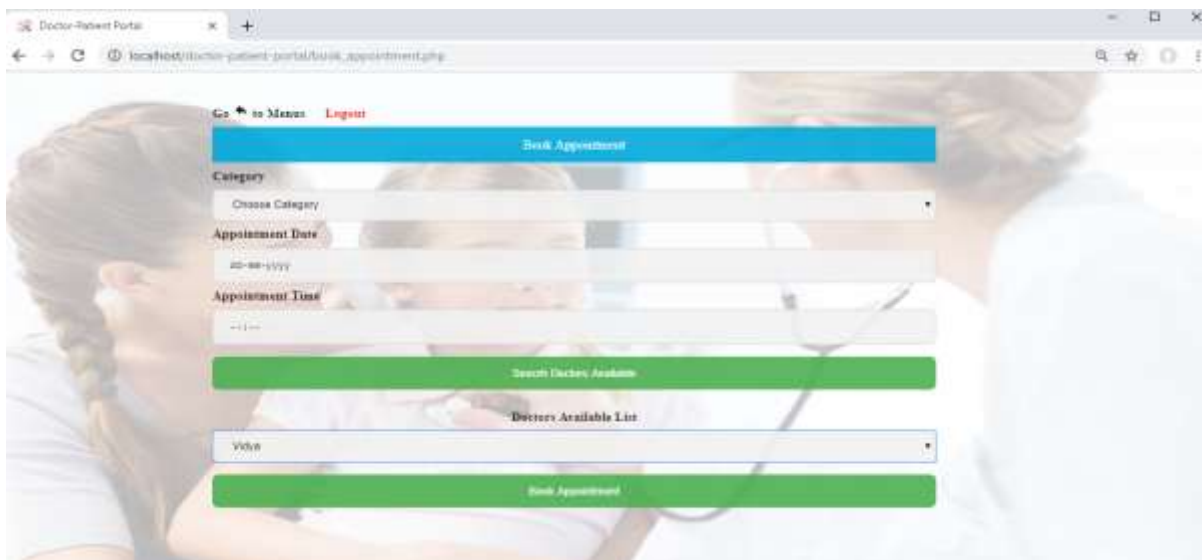 Doctor-Patient Portal
localhost/doctor-patient-portal/book_appointment.php
Go to Menus Logout
Book Appointment
Category
Choose Category
Appointment Date
dd-mm-yyyy
Appointment Time
--:--
Search Doctors Available
Doctors Available List
Vidya
Book Appointment